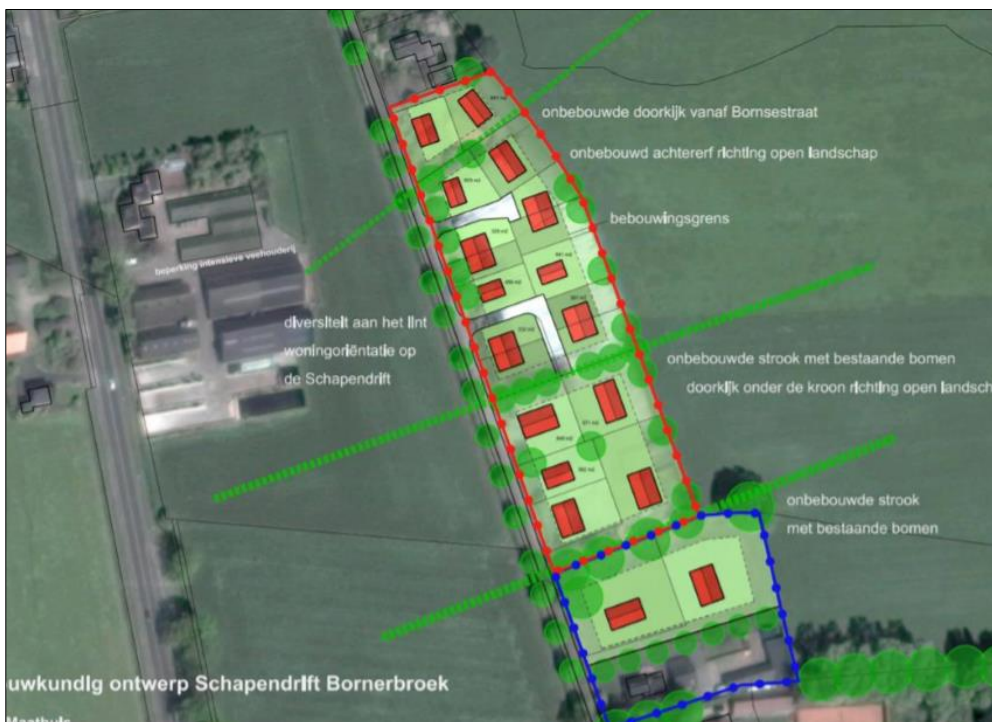 onbebouwde doorkijk vanaf Bornsestraat
onbebouwd achtererf richting open landschap
bebouwingsgrens
beperking intensieve veehouderij
diversiteit aan het lint
woningoriëntatie op
de Schapendrift
onbebouwde strook met bestaande bomen
doorkijk onder de kroon richting open landsch
onbebouwde strook
met bestaande bomen
uwkundig ontwerp Schapendrift Bornerbroek